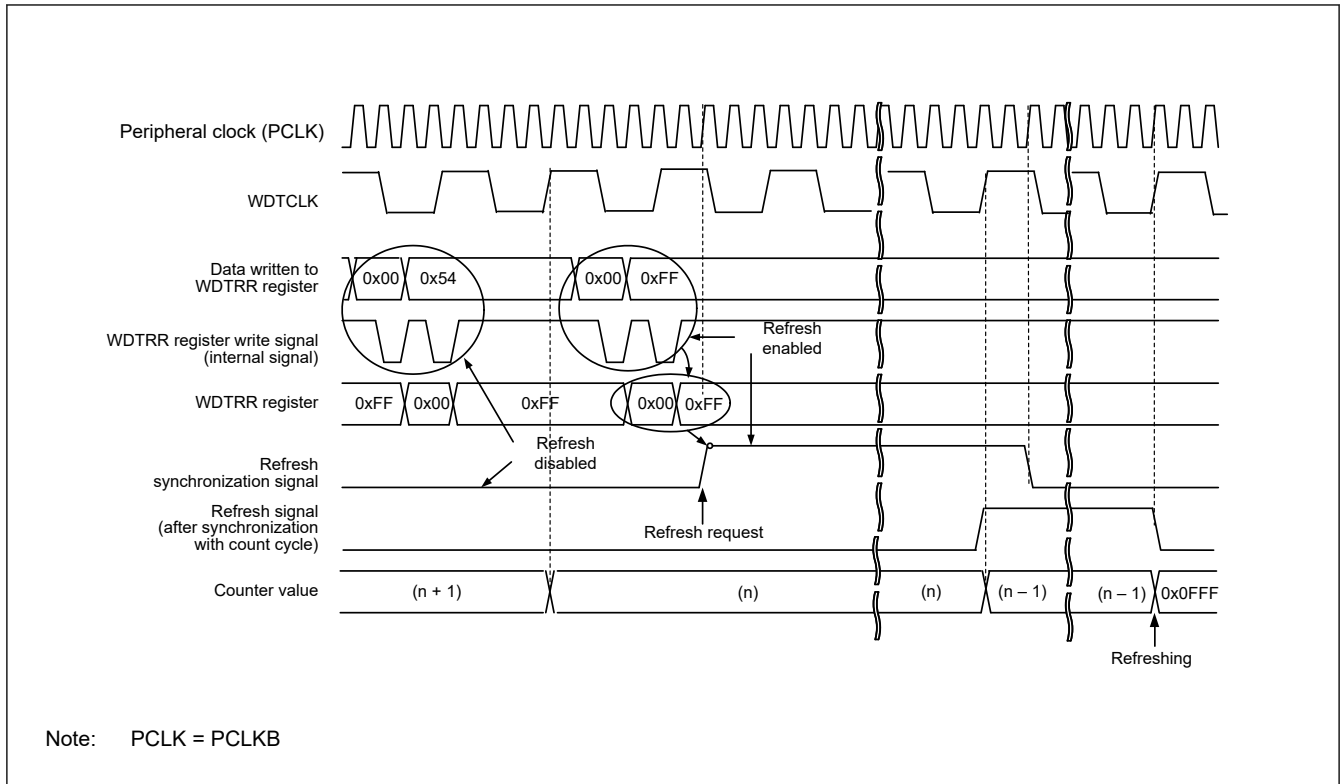 Peripheral clock (PCLK)
WDTCLK
Data written to
WDTRR register
0x00
0x54
0x00
0xFF
WDTRR register write signal
(internal signal)
Refresh
enabled
WDTRR register
0xFF
0x00
0xFF
0x00
0xFF
Refresh
disabled
Refresh
synchronization signal
Refresh request
Refresh signal
(after synchronization
with count cycle)
Counter value
(n + 1)
(n)
(n)
(n – 1)
(n – 1)
0x0FFF
Refreshing
Note: PCLK = PCLKB